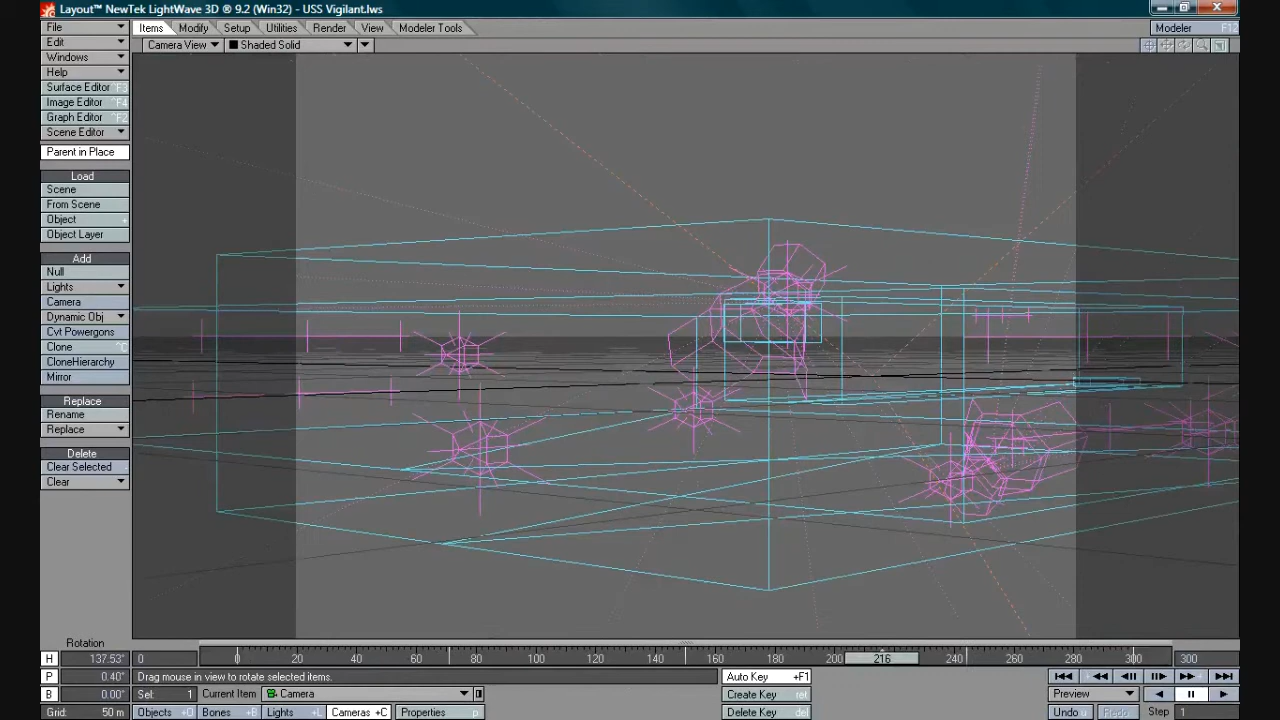 Layout™ NewTek LightWave 3D ® 9.2 (Win32) - USS Vigilant.lws
File
Edit
Windows
Help
Surface Editor F5
Image Editor ^F4
Graph Editor ^F2
Scene Editor
Parent in Place
Load
Scene
From Scene
Object +
Object Layer
Add
Null
Lights
Camera
Dynamic Obj
Cvt Powergons
Clone ^C
CloneHierarchy
Mirror
Replace
Rename
Replace
Delete
Clear Selected -
Clear
Items Modify Setup Utilities Render View Modeler Tools
Modeler F12
Camera View Shaded Solid
Rotation
H 137.53°
P 0.40°
B 0.00°
Grid: 50 m
0 0 20 40 60 80 100 120 140 160 180 200 216 240 260 280 300 300
Drag mouse in view to rotate selected items.
Sel: 1 Current Item Camera
Objects +O Bones +B Lights +L Cameras +C Properties p
Auto Key +F1
Create Key ret
Delete Key del
Preview
Undo u Redo Step 1